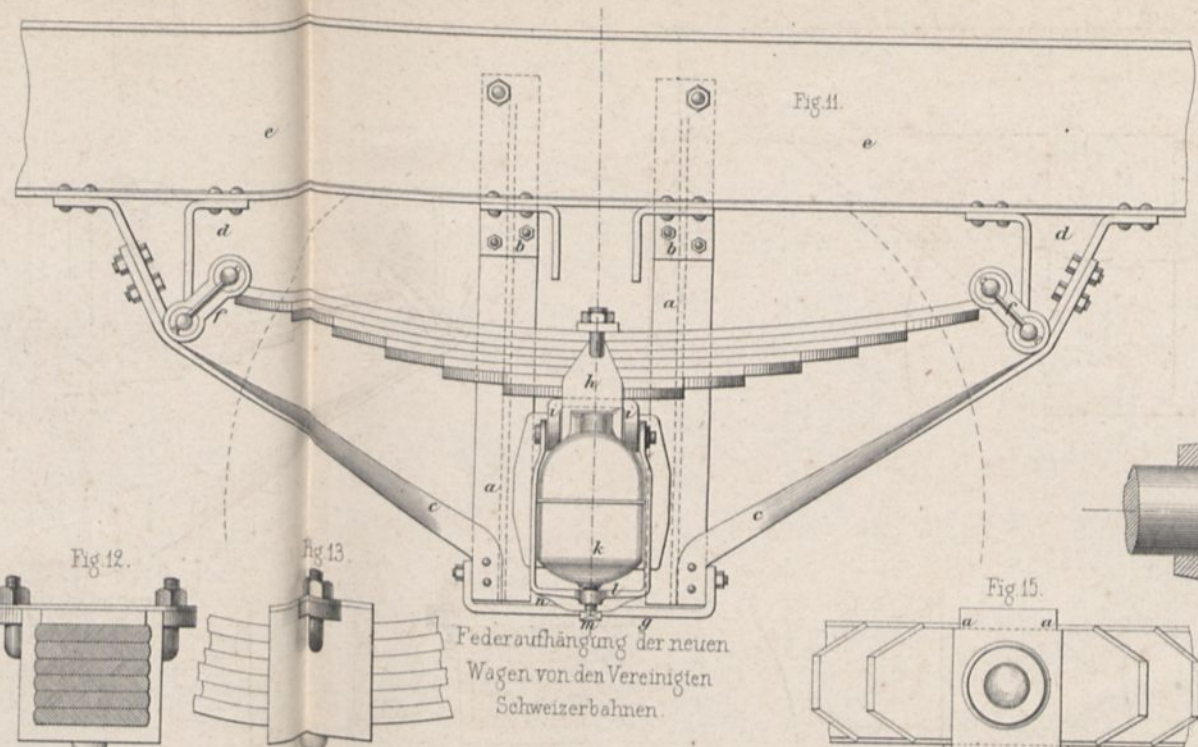 Fig.11.
e
e
d
d
b
b
a
f
f
h
i
i
a
c
c
k
l
n
m
g
Fig.12.
Fig.13.
Fig.15.
a
a
Federaufhängung der neuen
Wagen von den Vereinigten
Schweizerbahnen.